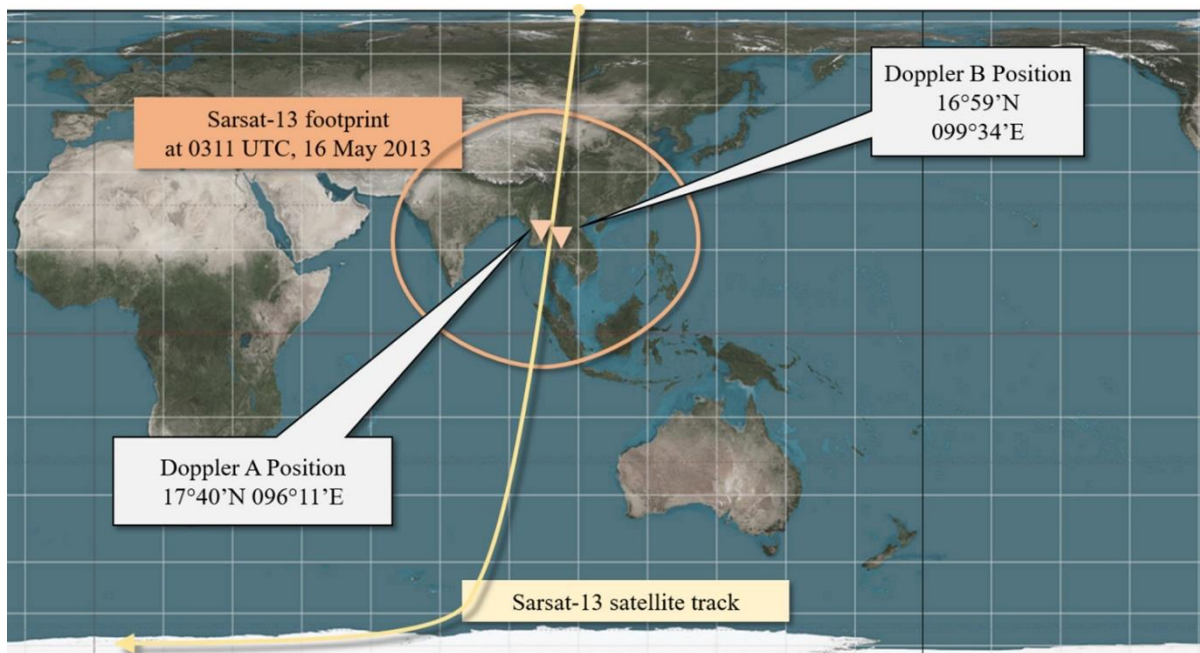 Sarsat-13 footprint
at 0311 UTC, 16 May 2013
Doppler B Position
16°59’N
099°34’E
Doppler A Position
17°40’N 096°11’E
Sarsat-13 satellite track